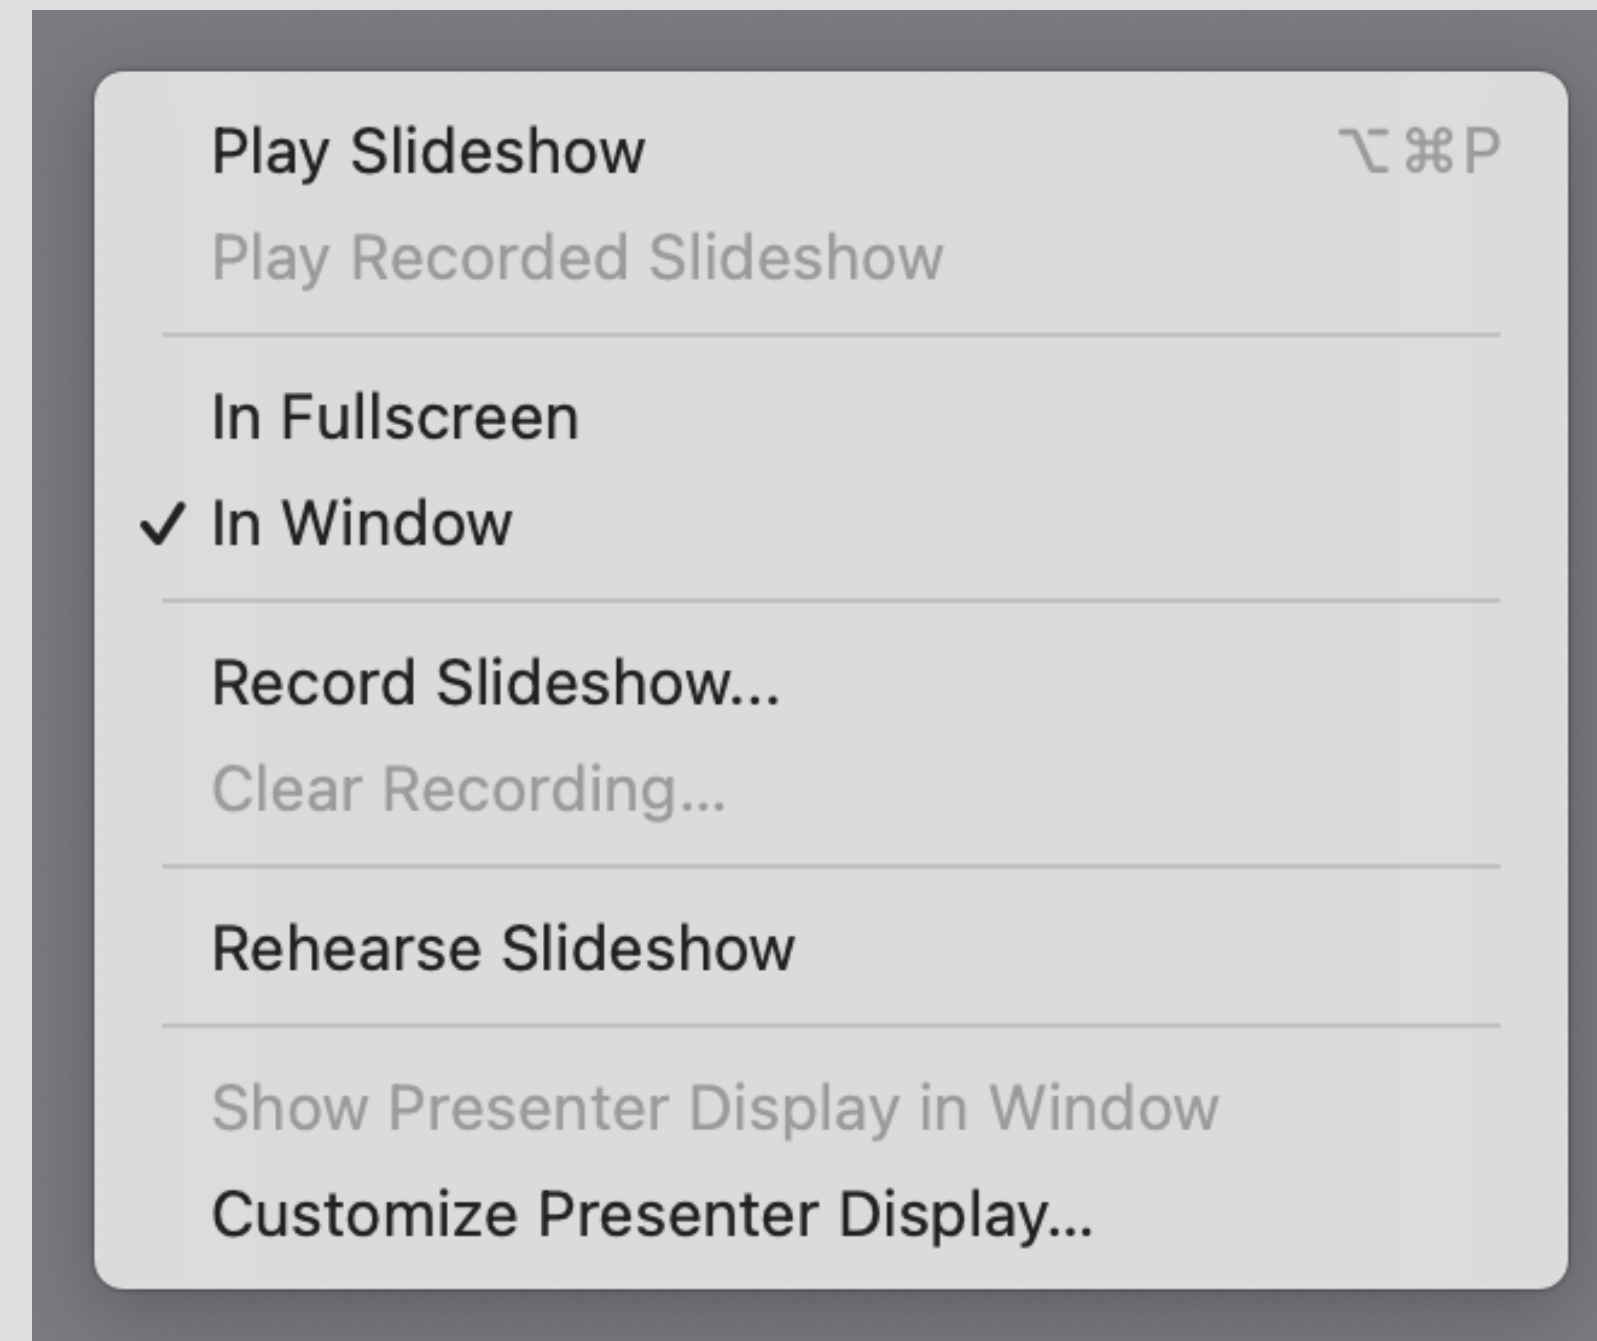 Play Slideshow ⌥⌘P
Play Recorded Slideshow
In Fullscreen
✓ In Window
Record Slideshow...
Clear Recording...
Rehearse Slideshow
Show Presenter Display in Window
Customize Presenter Display...